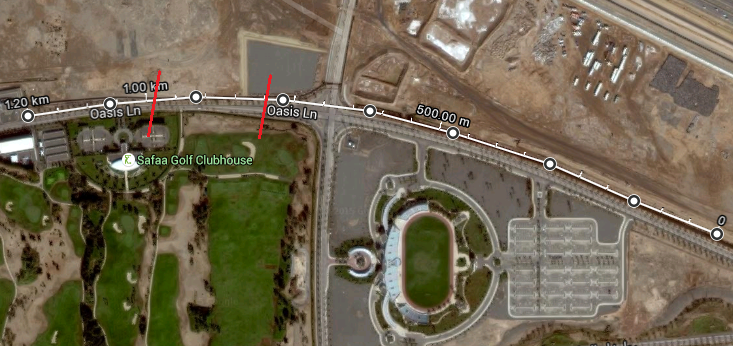 1.20 km
1.00 km
Oasis Ln
Oasis Ln
500.00 m
Safaa Golf Clubhouse
0